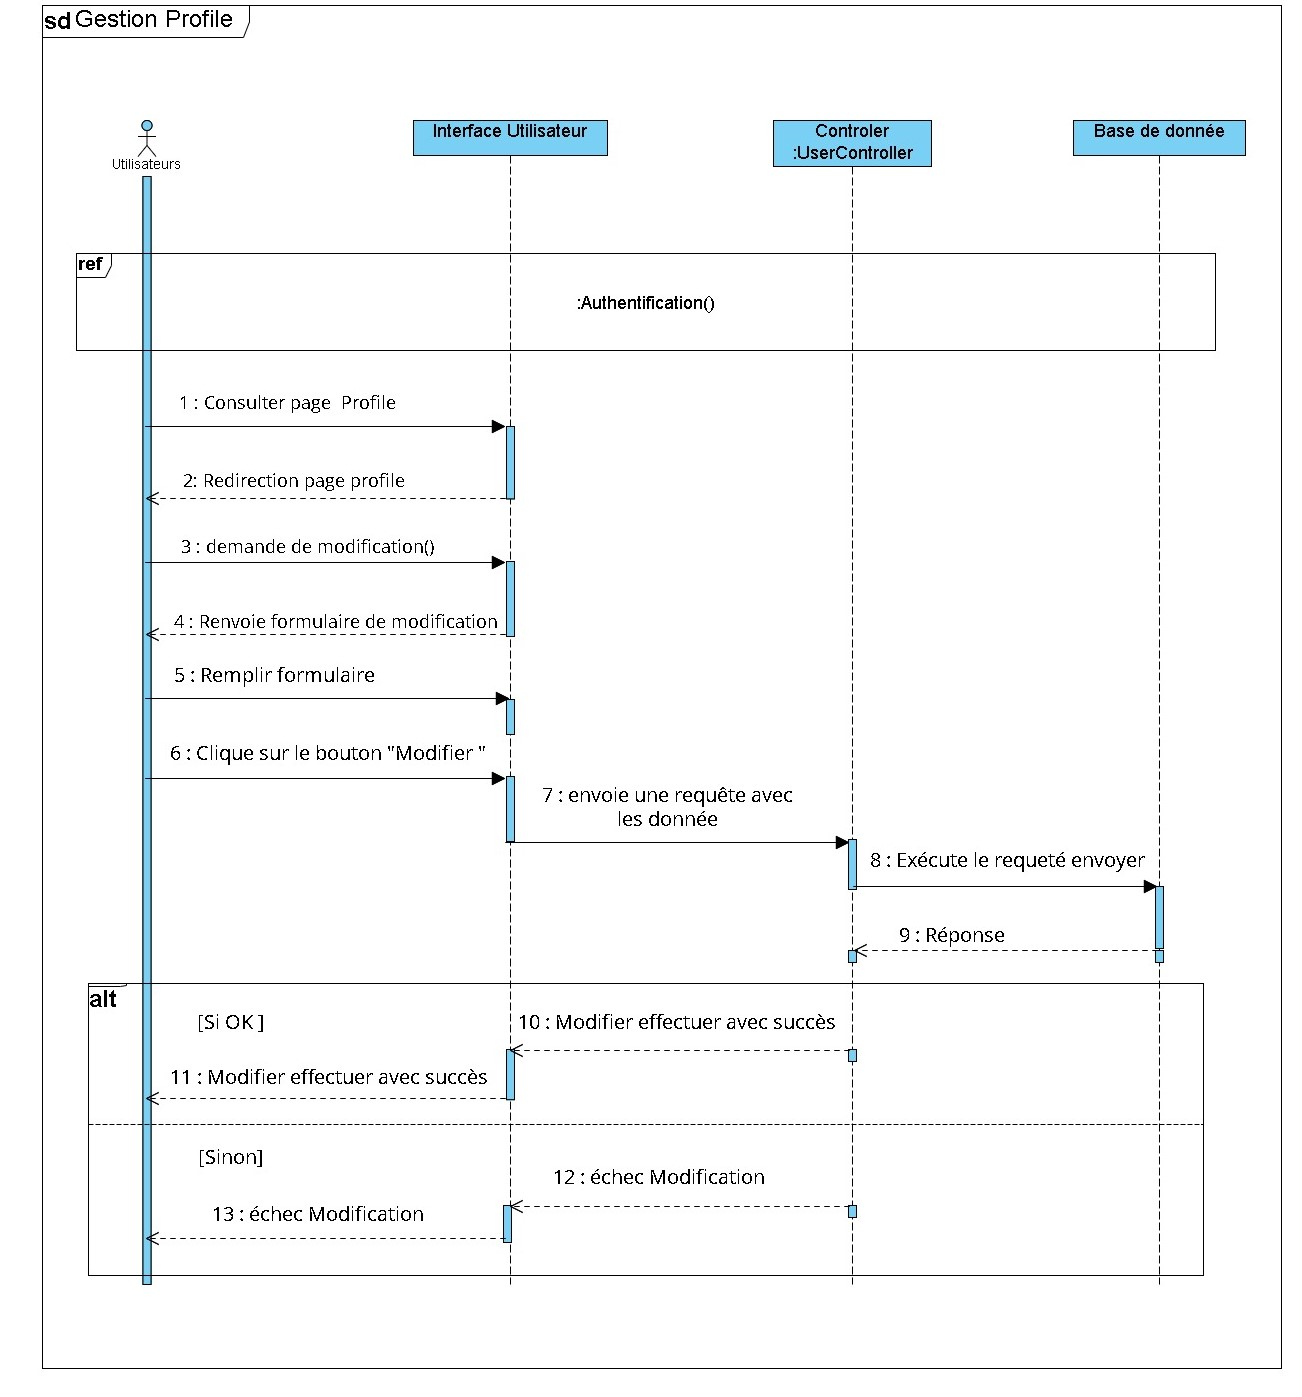 sd Gestion Profile
Utilisateurs
Interface Utilisateur
Controler
:UserController
Base de donnée
ref
:Authentification()
1 : Consulter page  Profile
2: Redirection page profile
3 : demande de modification()
4 : Renvoie formulaire de modification
5 : Remplir formulaire
6 : Clique sur le bouton "Modifier "
7 : envoie une requête avec
les donnée
8 : Exécute le requeté envoyer
9 : Réponse
alt
[Si OK ]
10 : Modifier effectuer avec succès
11 : Modifier effectuer avec succès
[Sinon]
12 : échec Modification
13 : échec Modification